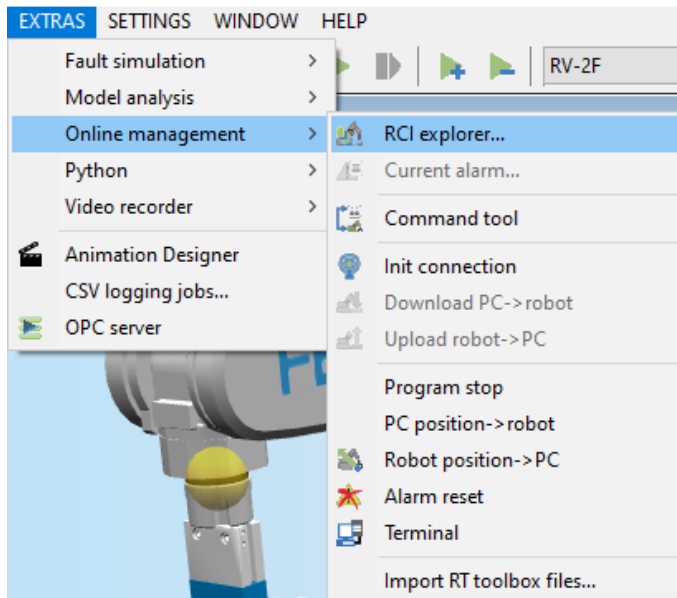 EXTRAS SETTINGS WINDOW HELP
Fault simulation
Model analysis
Online management
Python
Video recorder
Animation Designer
CSV logging jobs...
OPC server
RV-2F
RCI explorer...
Current alarm...
Command tool
Init connection
Download PC->robot
Upload robot->PC
Program stop
PC position->robot
Robot position->PC
Alarm reset
Terminal
Import RT toolbox files...